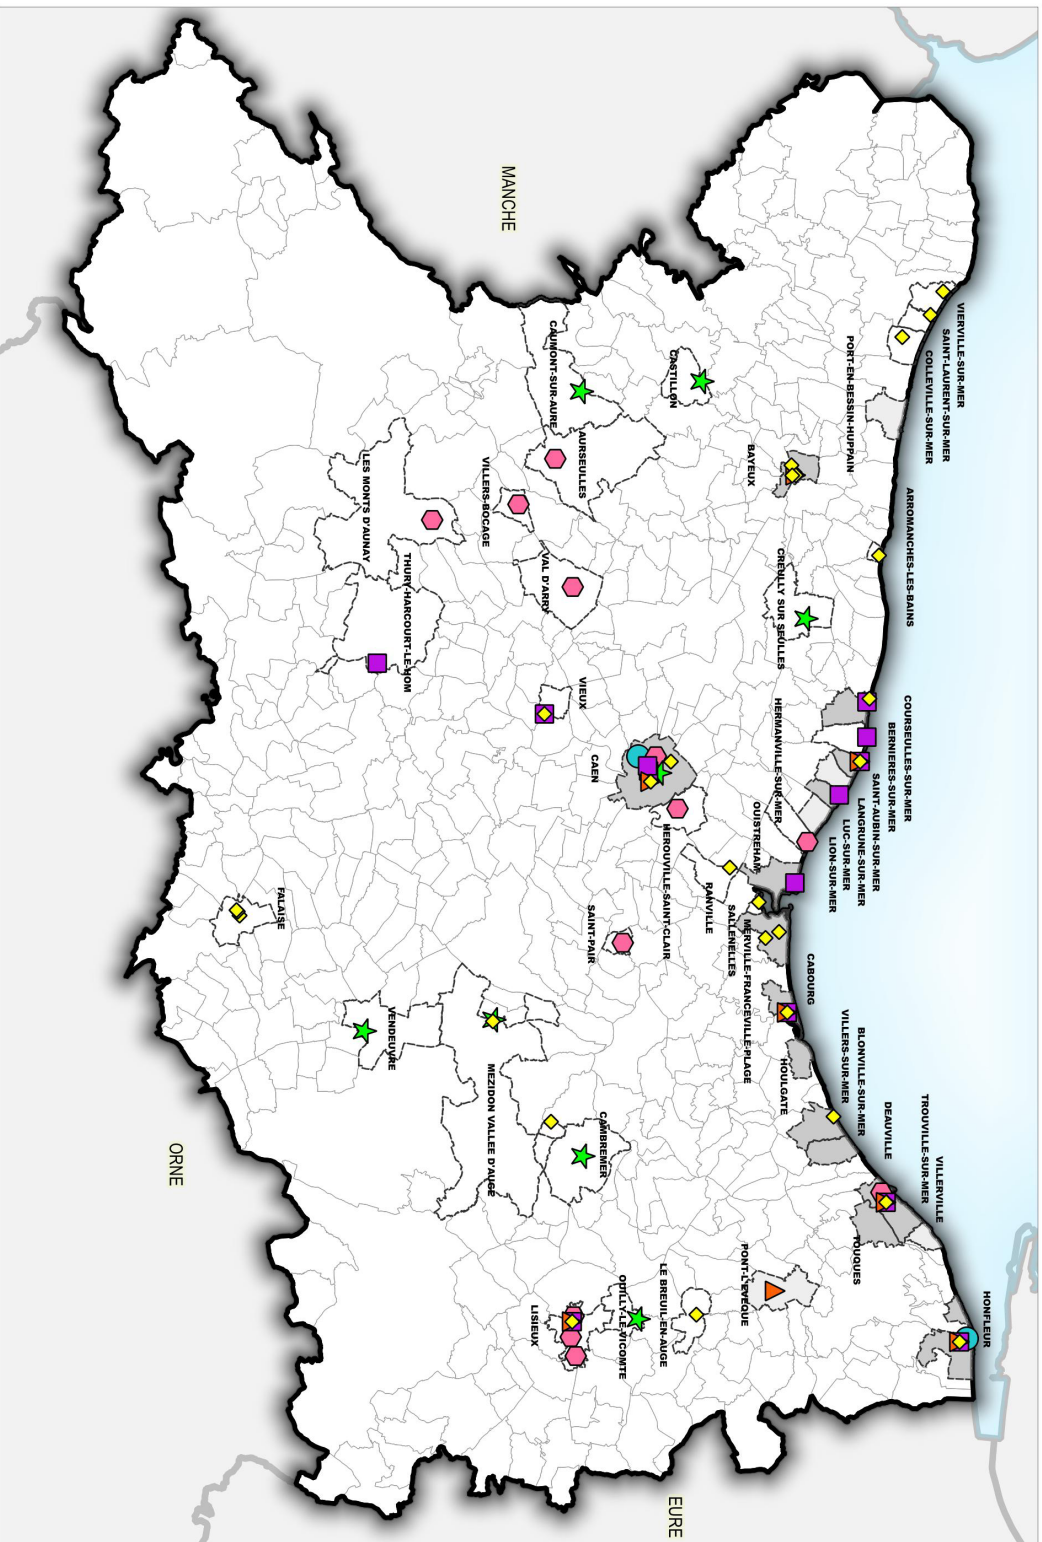 VIERVILLE-SUR-MER
SAINT-LAURENT-SUR-MER
COLLEVILLE-SUR-MER
PORT-EN-BESSIN-HUPPAIN
ARROMANCHES-LES-BAINS
COURSEULLES-SUR-MER
BERNIERES-SUR-MER
SAINT-AUBIN-SUR-MER
LANGRUNE-SUR-MER
LUC-SUR-MER
LION-SUR-MER
HERMANVILLE-SUR-MER
OUISTREHAM
CABOURG
HOULGATE
VILLERS-SUR-MER
BLONVILLE-SUR-MER
DEAUVILLE
TROUVILLE-SUR-MER
VILLERVILLE
HONFLEUR
TOUQUES
BAYEUX
CREULLY SUR SEULLES
CASTILLON
CAUMONT-SUR-AURE
AURSEULLES
VILLERS-BOCAGE
VAL D'ARRY
LES MONTS D'AUNAY
THURY-HARCOURT-LE-HOM
VIEUX
CAEN
HEROUVILLE-SAINT-CLAIR
RANVILLE
SALLENELLES
MERVILLE-FRANCEVILLE-PLAGE
SAINT-PAIR
FALAISE
VENDEUVRE
MEZIDON VALLEE D'AUGE
CAMBREMER
PONT-L'EVEQUE
LE BREUIL-EN-AUGE
OUILLY-LE-VICOMTE
LISIEUX
MANCHE
ORNE
EURE